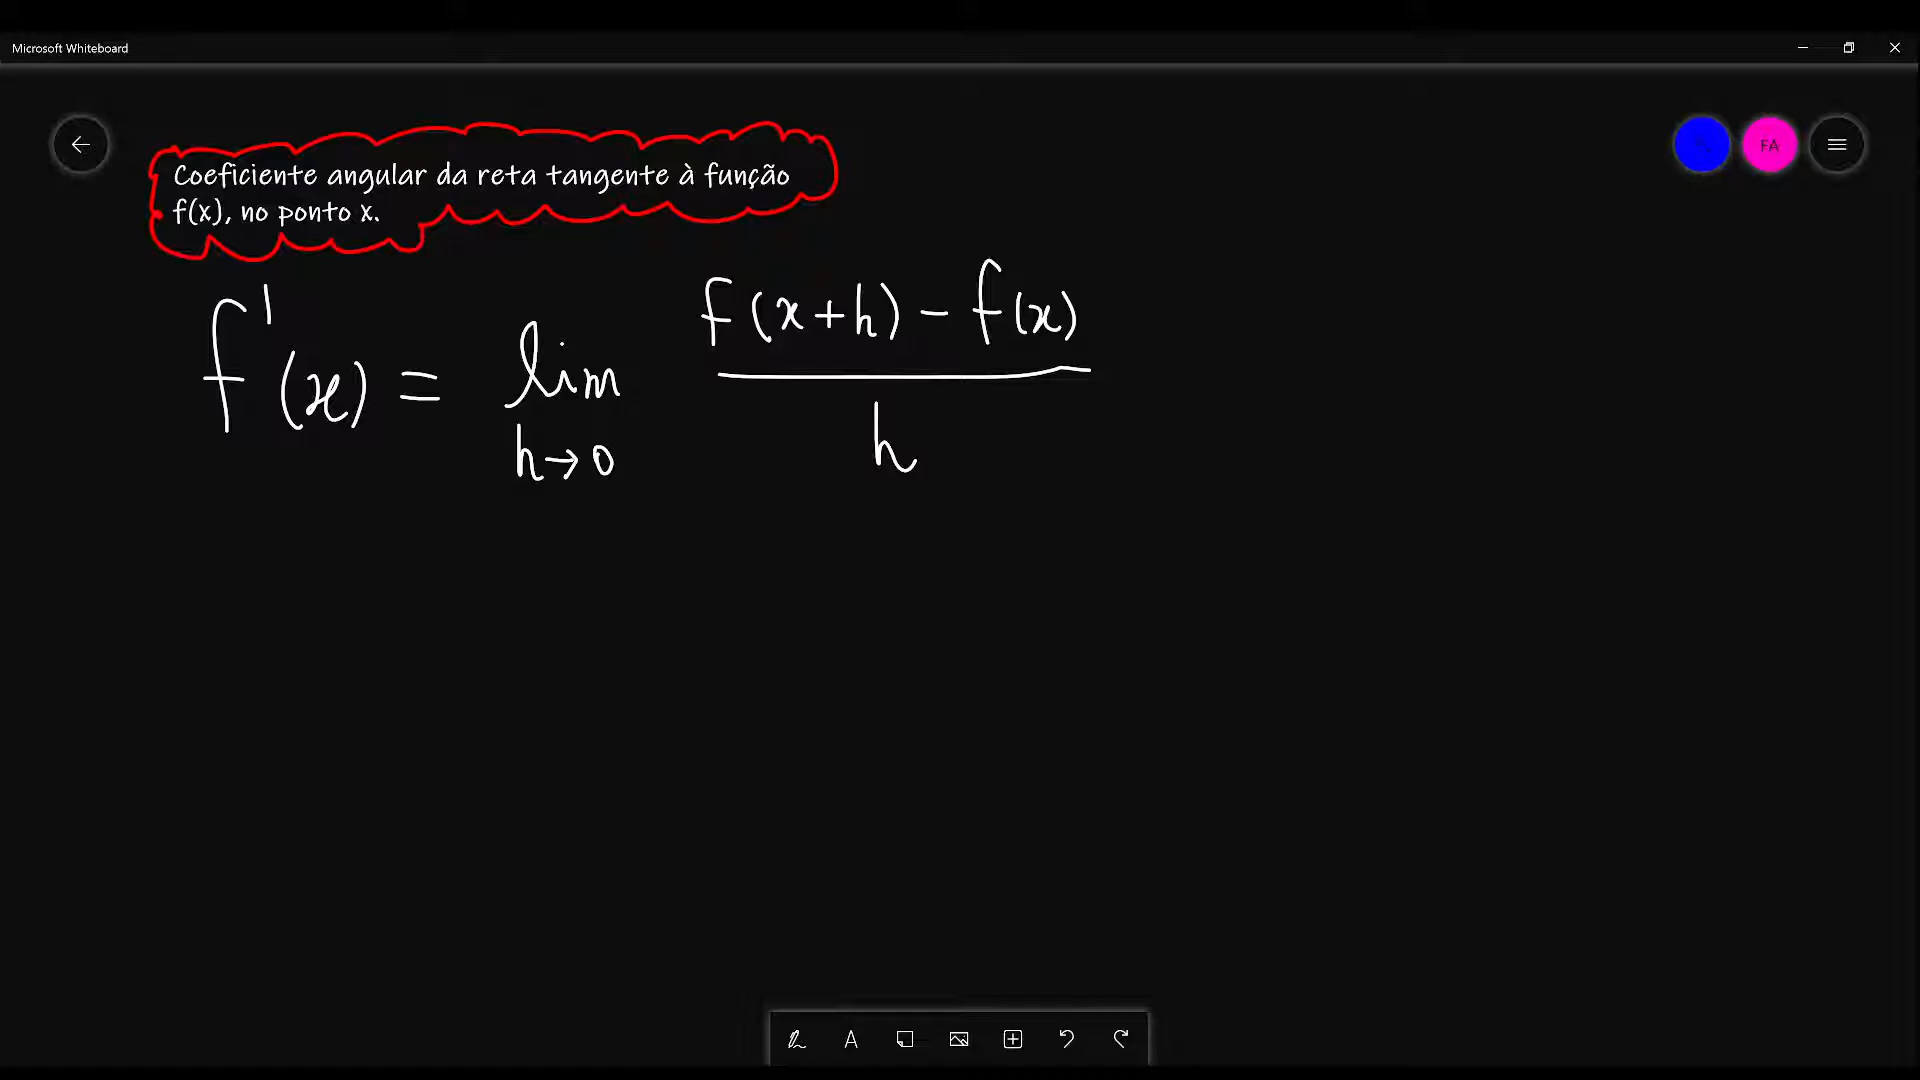 Microsoft Whiteboard
FA
Coeficiente angular da reta tangente à função
f(x), no ponto x.
f'(x) = lim h→0 f(x+h) - f(x) / h
A